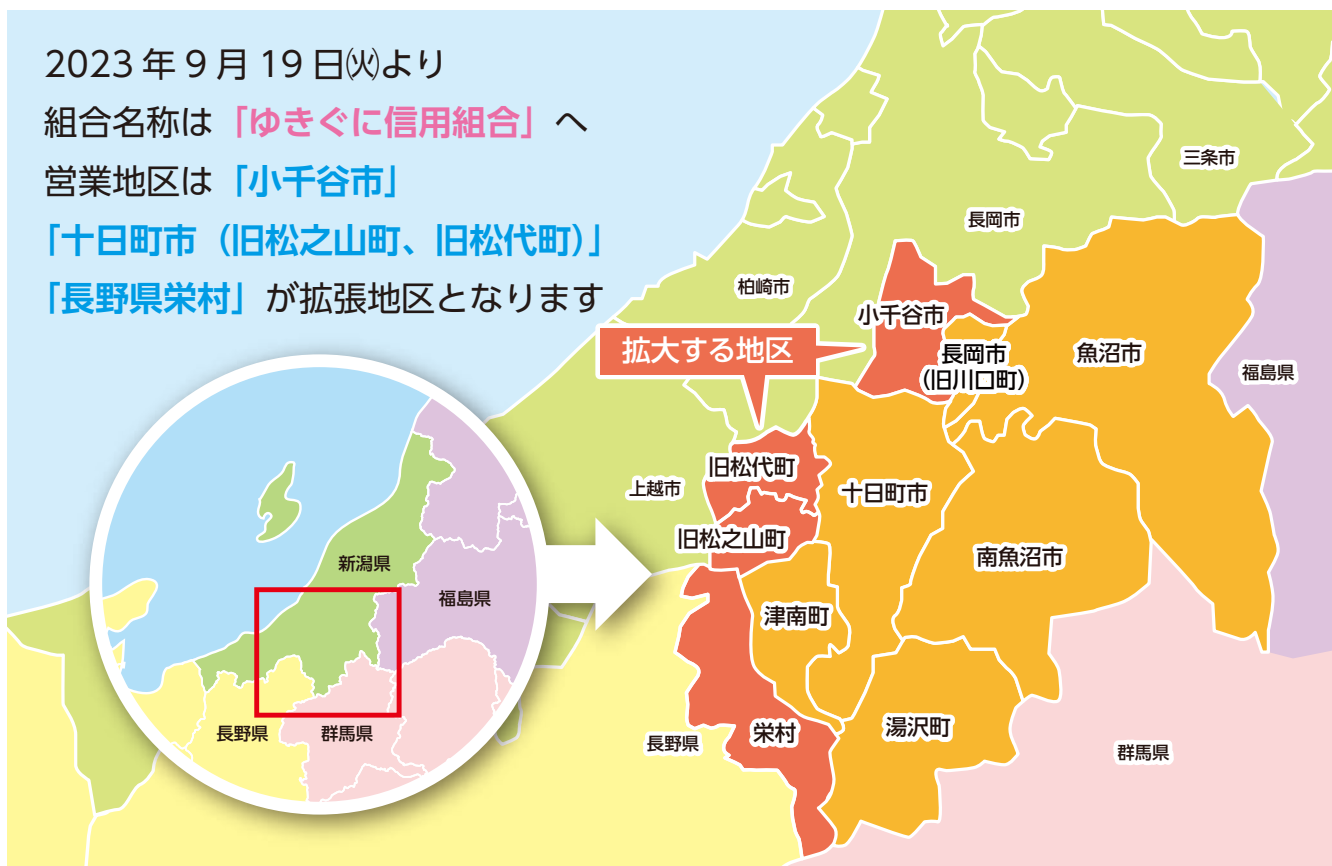 2023年9月19日㈫より
組合名称は「ゆきぐに信用組合」へ
営業地区は「小千谷市」
「十日町市（旧松之山町、旧松代町）」
「長野県栄村」が拡張地区となります
三条市
長岡市
柏崎市
小千谷市
拡大する地区
長岡市
（旧川口町）
魚沼市
福島県
旧松代町
上越市
十日町市
旧松之山町
南魚沼市
津南町
湯沢町
栄村
長野県
群馬県
新潟県
福島県
長野県
群馬県